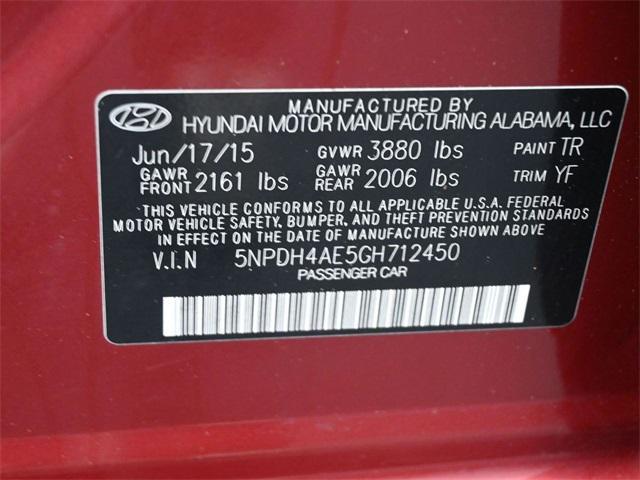 MANUFACTURED BY
HYUNDAI MOTOR MANUFACTURING ALABAMA, LLC
Jun/17/15 GVWR 3880 lbs PAINT TR
GAWR FRONT 2161 lbs GAWR REAR 2006 lbs TRIM YF
THIS VEHICLE CONFORMS TO ALL APPLICABLE U.S.A. FEDERAL
MOTOR VEHICLE SAFETY, BUMPER, AND THEFT PREVENTION STANDARDS
IN EFFECT ON THE DATE OF MANUFACTURE SHOWN ABOVE
V.I.N 5NPDH4AE5GH712450
PASSENGER CAR